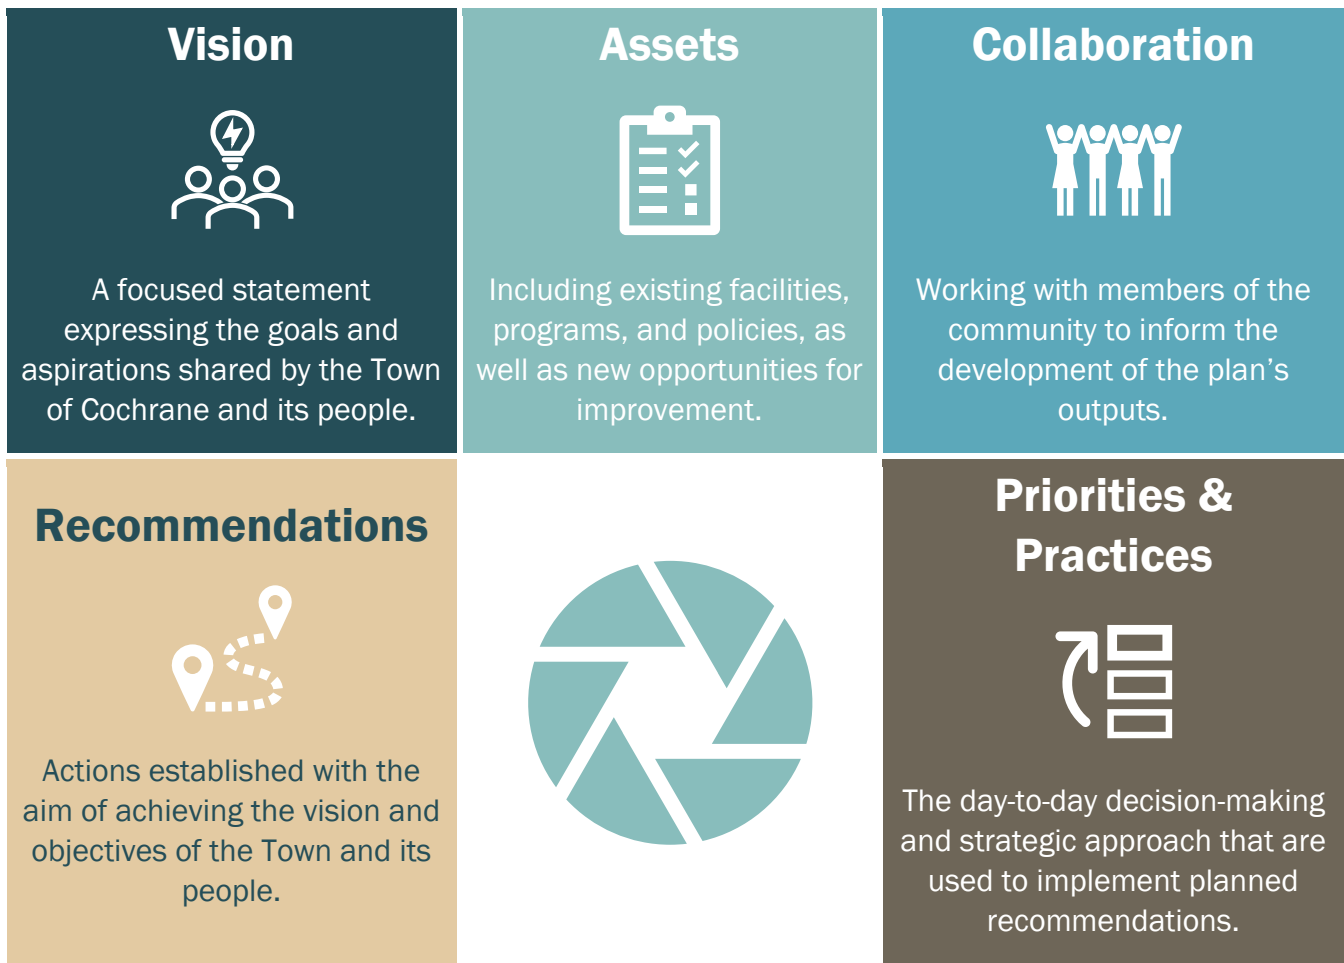 Vision
A focused statement
expressing the goals and
aspirations shared by the Town
of Cochrane and its people.
Assets
Including existing facilities,
programs, and policies, as
well as new opportunities for
improvement.
Collaboration
Working with members of the
community to inform the
development of the plan’s
outputs.
Recommendations
Actions established with the
aim of achieving the vision and
objectives of the Town and its
people.
Priorities &
Practices
The day-to-day decision-making
and strategic approach that are
used to implement planned
recommendations.